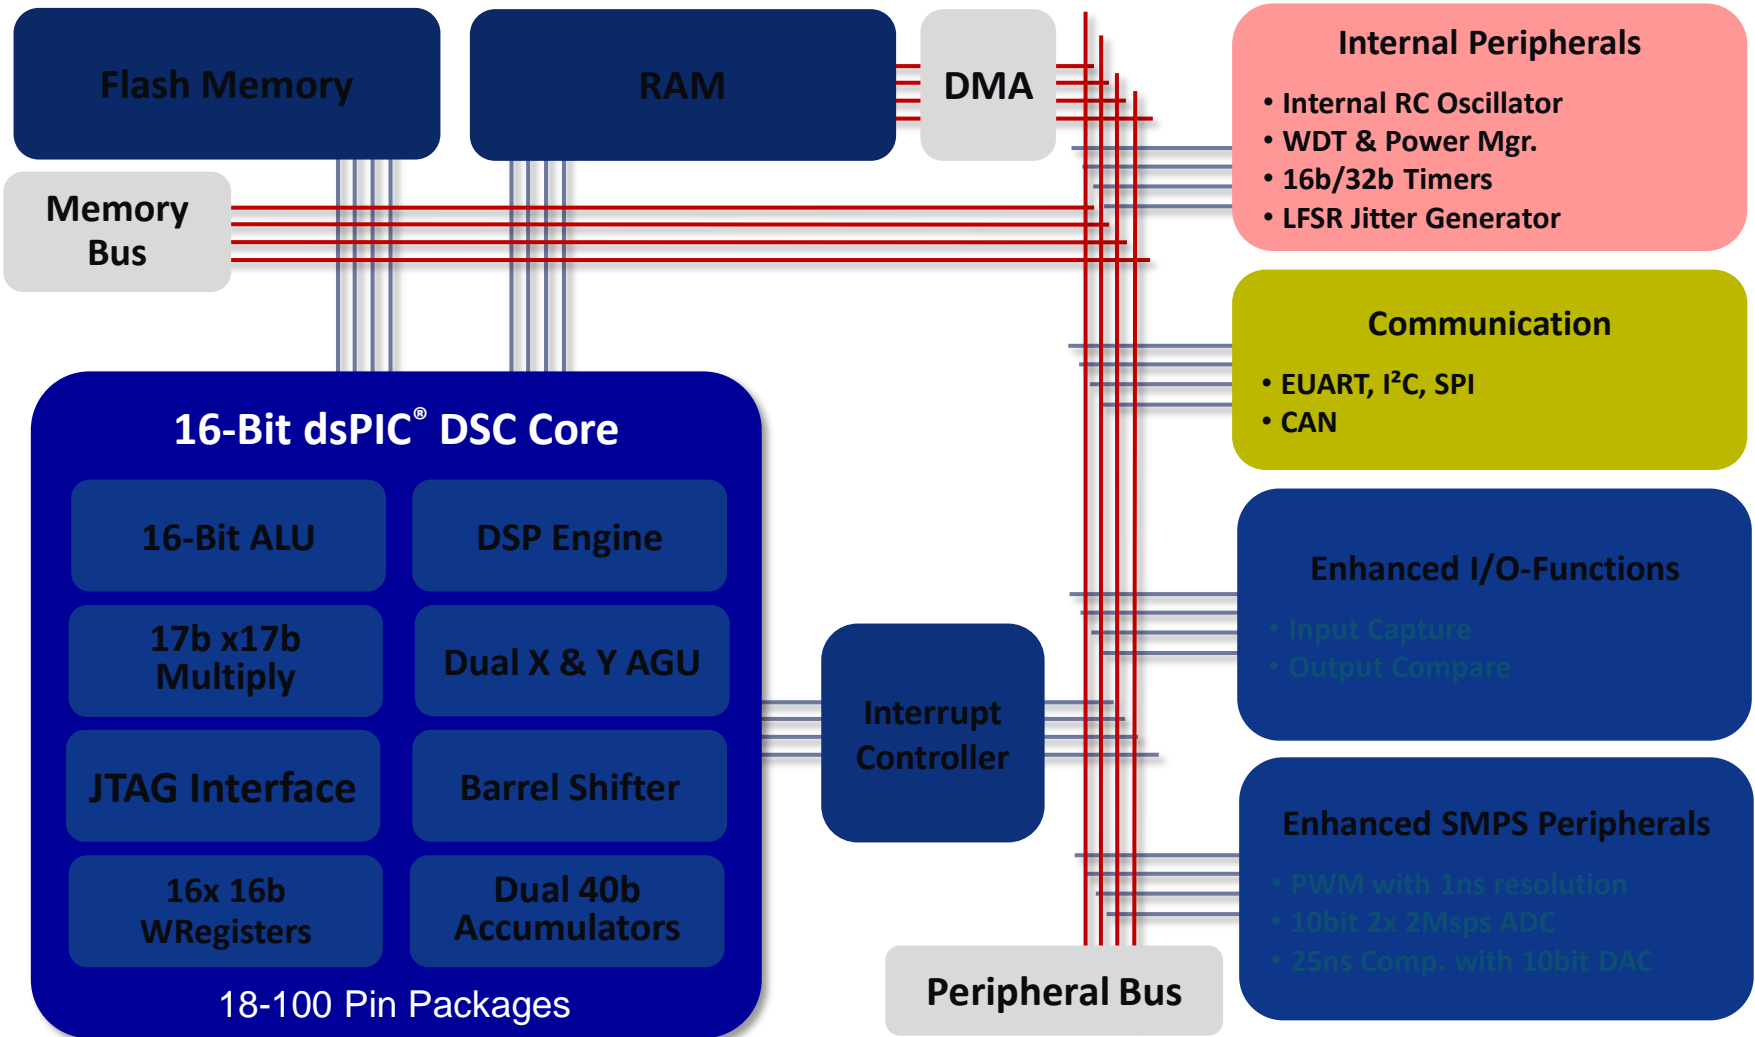 Flash Memory
RAM
DMA
Memory
Bus
16-Bit dsPIC® DSC Core
16-Bit ALU
DSP Engine
17b x17b
Multiply
Dual X & Y AGU
JTAG Interface
Barrel Shifter
16x 16b
WRegisters
Dual 40b
Accumulators
18-100 Pin Packages
Interrupt
Controller
Peripheral Bus
Internal Peripherals
• Internal RC Oscillator
• WDT & Power Mgr.
• 16b/32b Timers
• LFSR Jitter Generator
Communication
• EUART, I²C, SPI
• CAN
Enhanced I/O-Functions
• Input Capture
• Output Compare
Enhanced SMPS Peripherals
• PWM with 1ns resolution
• 10bit 2x 2Msps ADC
• 25ns Comp. with 10bit DAC